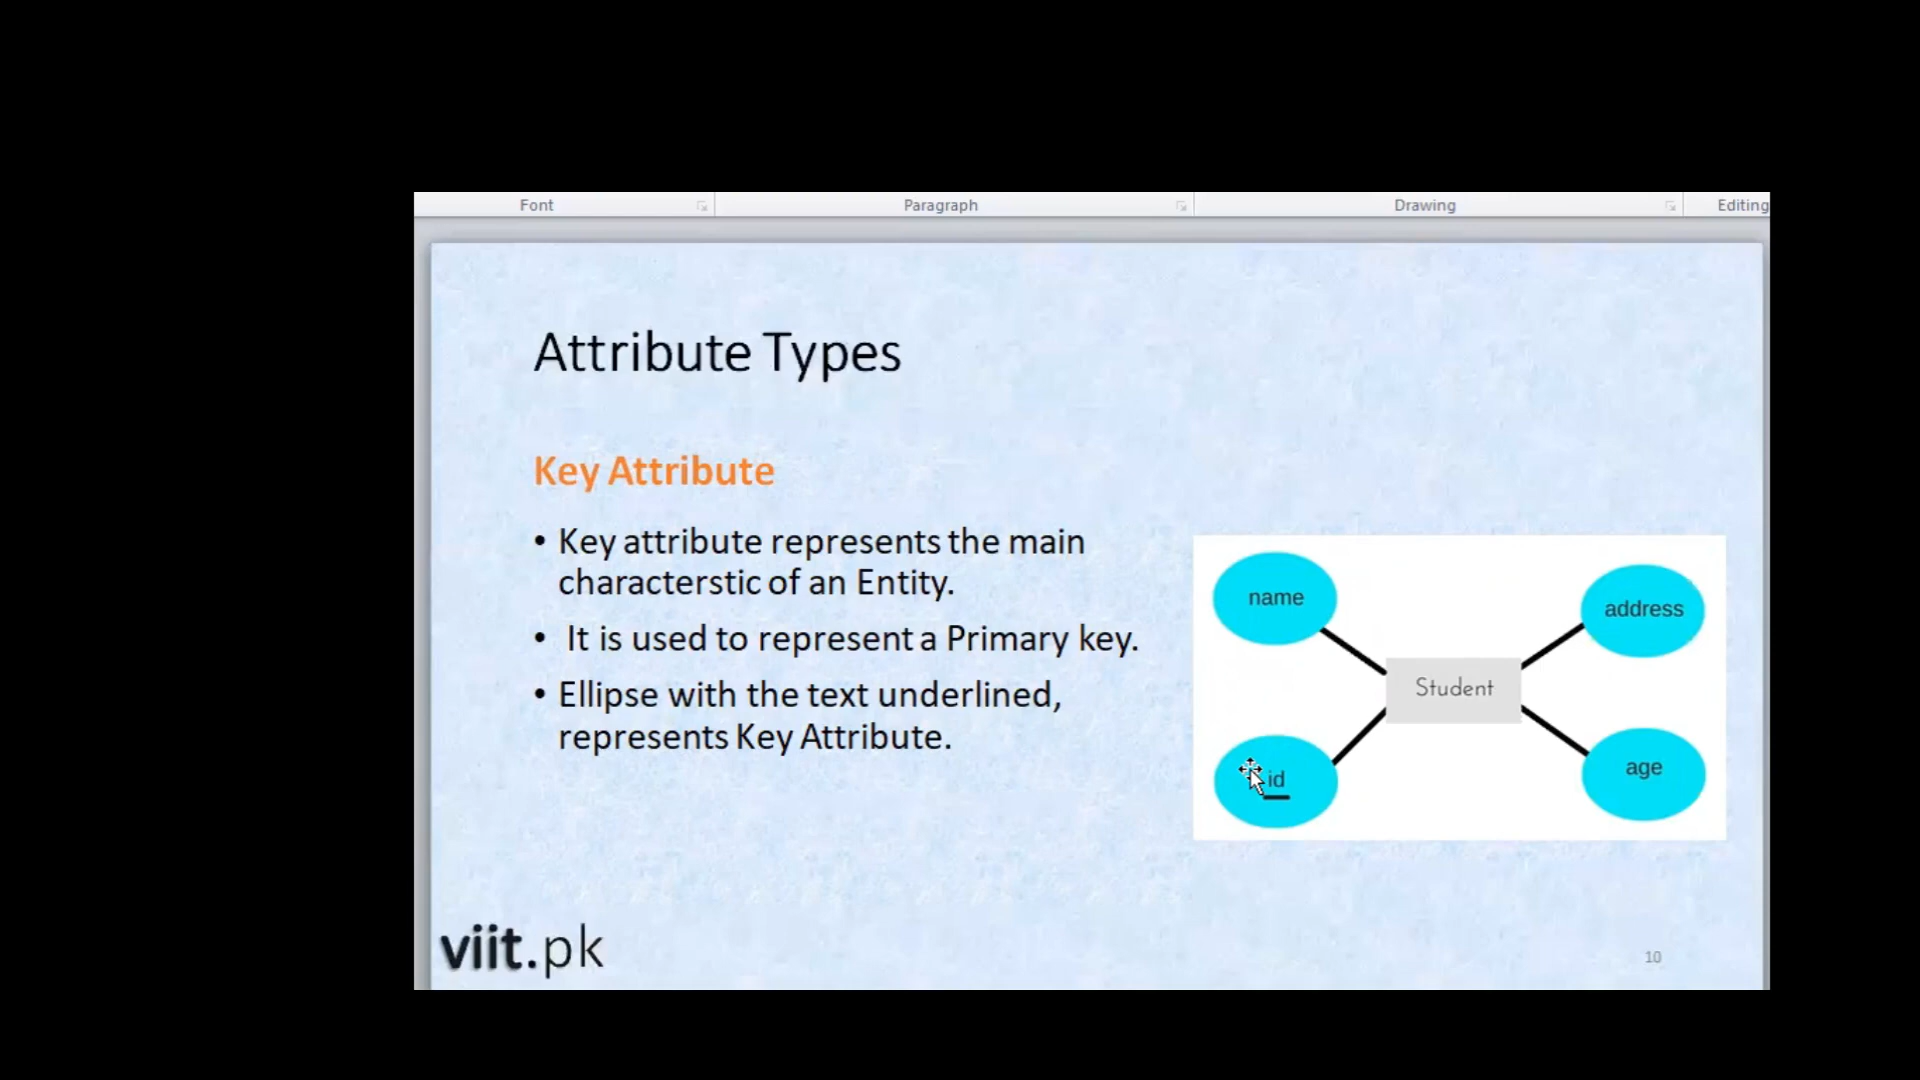 Font Paragraph Drawing Editing
Attribute Types
Key Attribute
• Key attribute represents the main
characterstic of an Entity.
• It is used to represent a Primary key.
• Ellipse with the text underlined,
represents Key Attribute.
name
address
Student
id
age
viit.pk
10